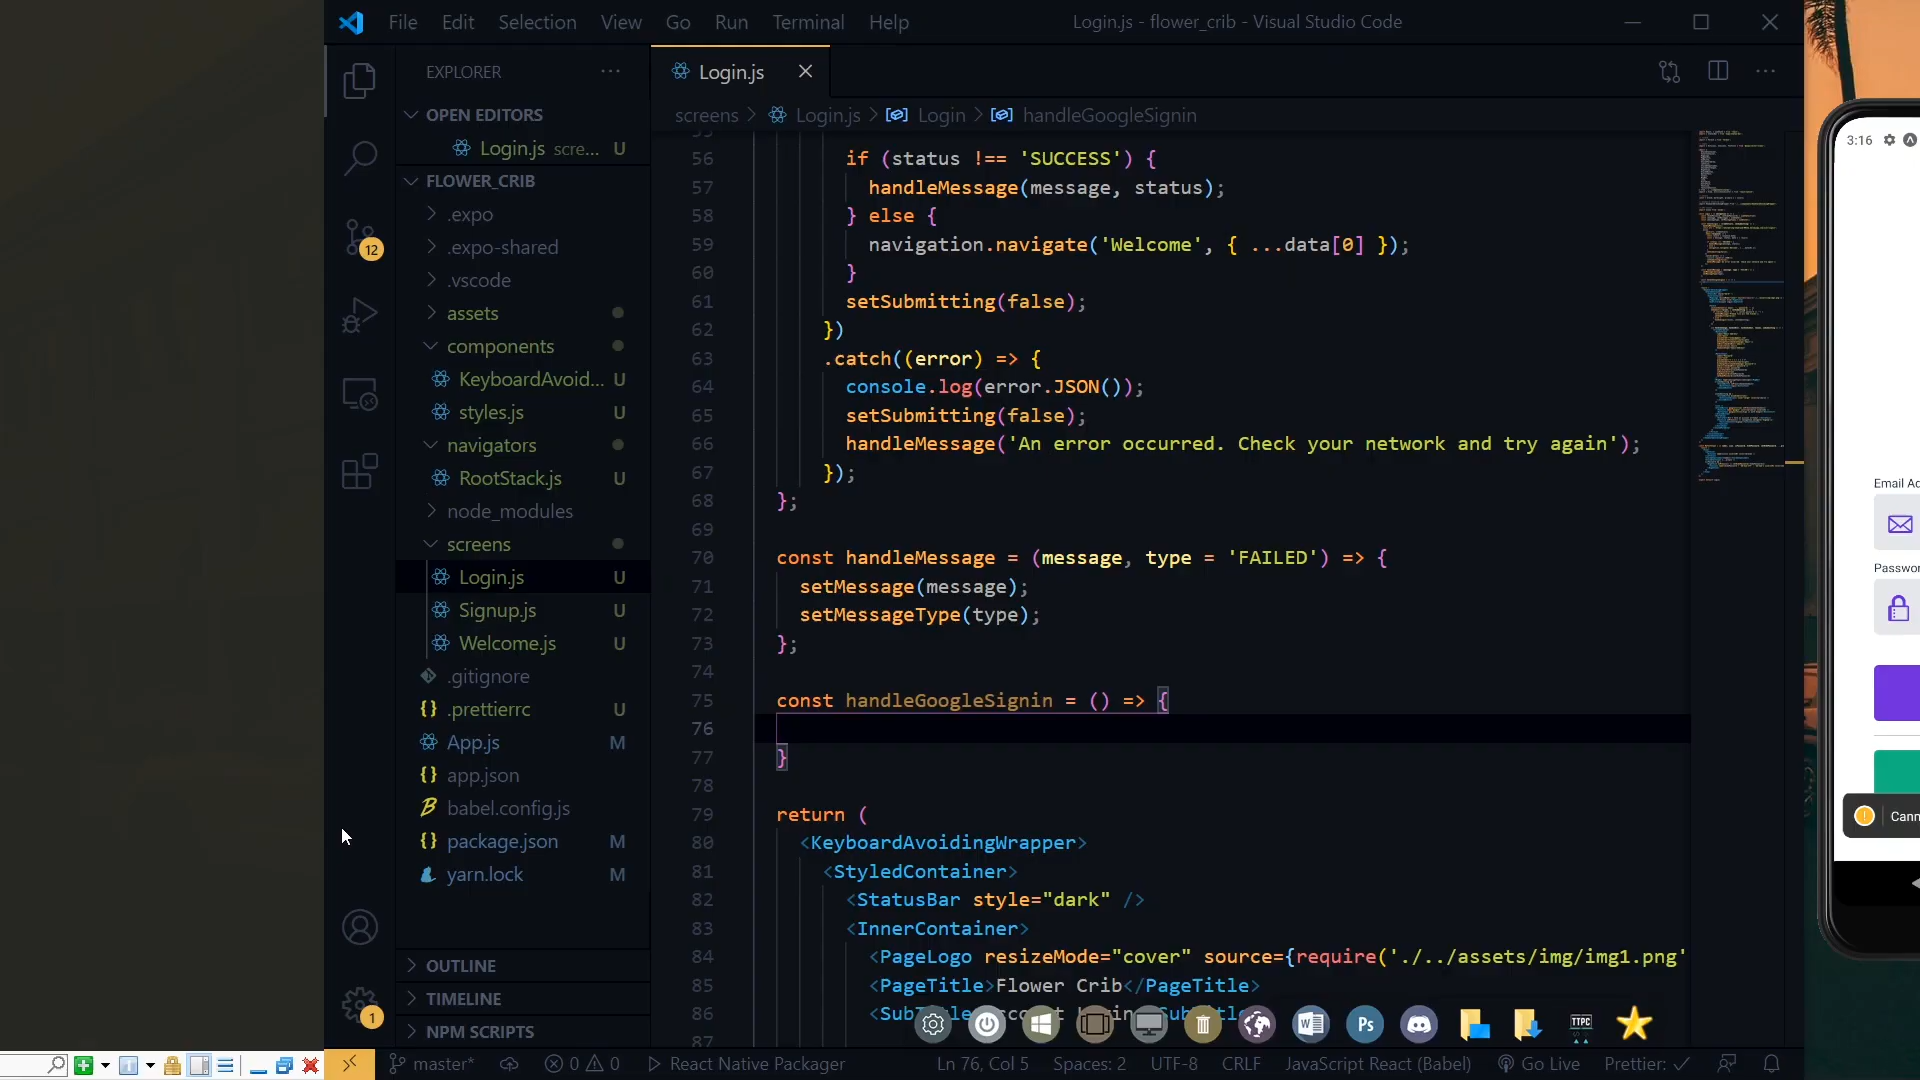 File Edit Selection View Go Run Terminal Help
Login.js - flower_crib - Visual Studio Code
EXPLORER
OPEN EDITORS
Login.js scre... U
FLOWER_CRIB
.expo
.expo-shared
.vscode
assets
components
KeyboardAvoid... U
styles.js U
navigators
RootStack.js U
node_modules
screens
Login.js U
Signup.js U
Welcome.js U
.gitignore
.prettierrc U
App.js M
app.json
babel.config.js
package.json M
yarn.lock M
OUTLINE
TIMELINE
NPM SCRIPTS
12
1
Login.js
screens > Login.js > Login > handleGoogleSignin
56 if (status !== 'SUCCESS') {
57 handleMessage(message, status);
58 } else {
59 navigation.navigate('Welcome', { ...data[0] });
60 }
61 setSubmitting(false);
62 })
63 .catch((error) => {
64 console.log(error.JSON());
65 setSubmitting(false);
66 handleMessage('An error occurred. Check your network and try again');
67 });
68 };
69
70 const handleMessage = (message, type = 'FAILED') => {
71 setMessage(message);
72 setMessageType(type);
73 };
74
75 const handleGoogleSignin = () => {
76
77 }
78
79 return (
80 <KeyboardAvoidingWrapper>
81 <StyledContainer>
82 <StatusBar style="dark" />
83 <InnerContainer>
84 <PageLogo resizeMode="cover" source={require('./../assets/img/img1.png'
85 <PageTitle>Flower Crib</PageTitle>
86
87
Ps
TTPC
master* 0 0 React Native Packager Ln 76, Col 5 Spaces: 2 UTF-8 CRLF JavaScript React (Babel) Go Live Prettier: ✓
3:16
Email Ad
Passwor
Cann